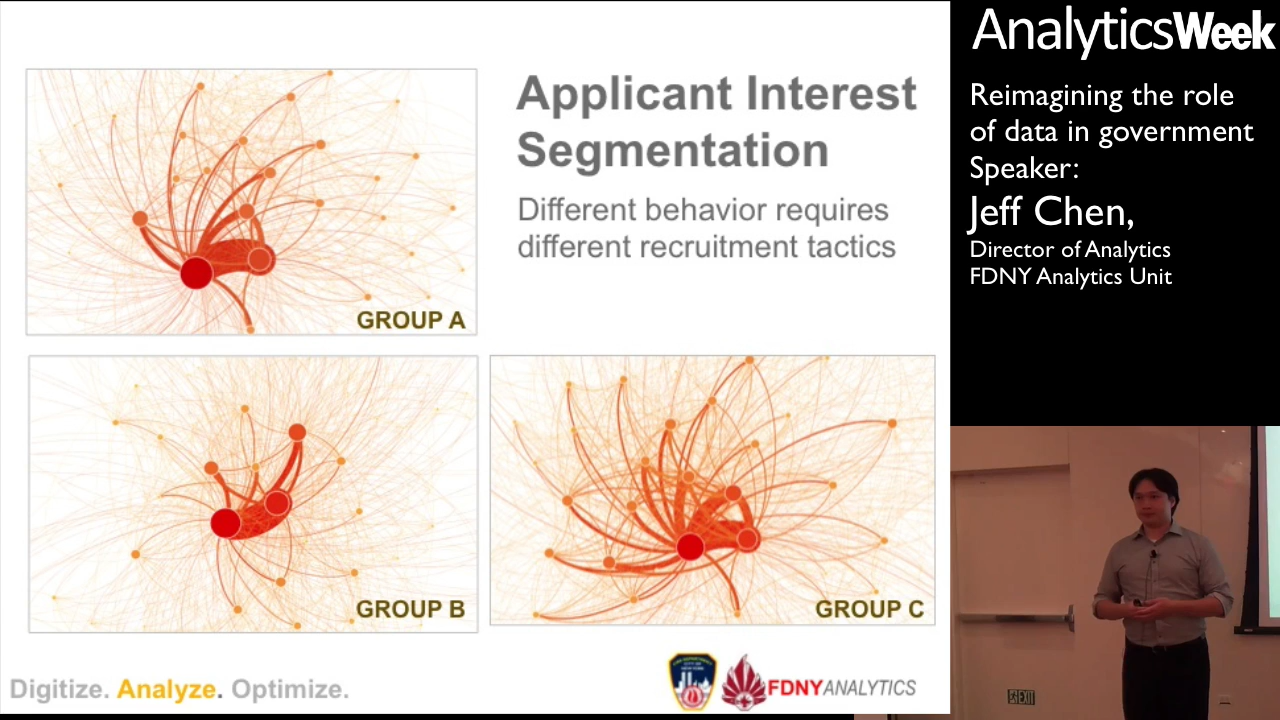 Applicant Interest
Segmentation
Different behavior requires
different recruitment tactics
GROUP A
GROUP B
GROUP C
Digitize. Analyze. Optimize.
FDNYANALYTICS
AnalyticsWeek
Reimagining the role
of data in government
Speaker:
Jeff Chen,
Director of Analytics
FDNY Analytics Unit
EXIT